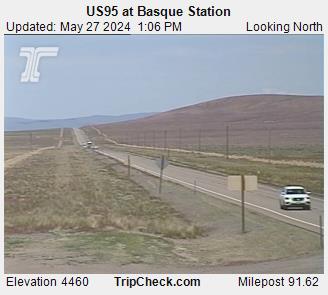 US95 at Basque Station
Updated: May 27 2024  1:06 PM
Looking North
Elevation 4460
TripCheck.com
Milepost 91.62